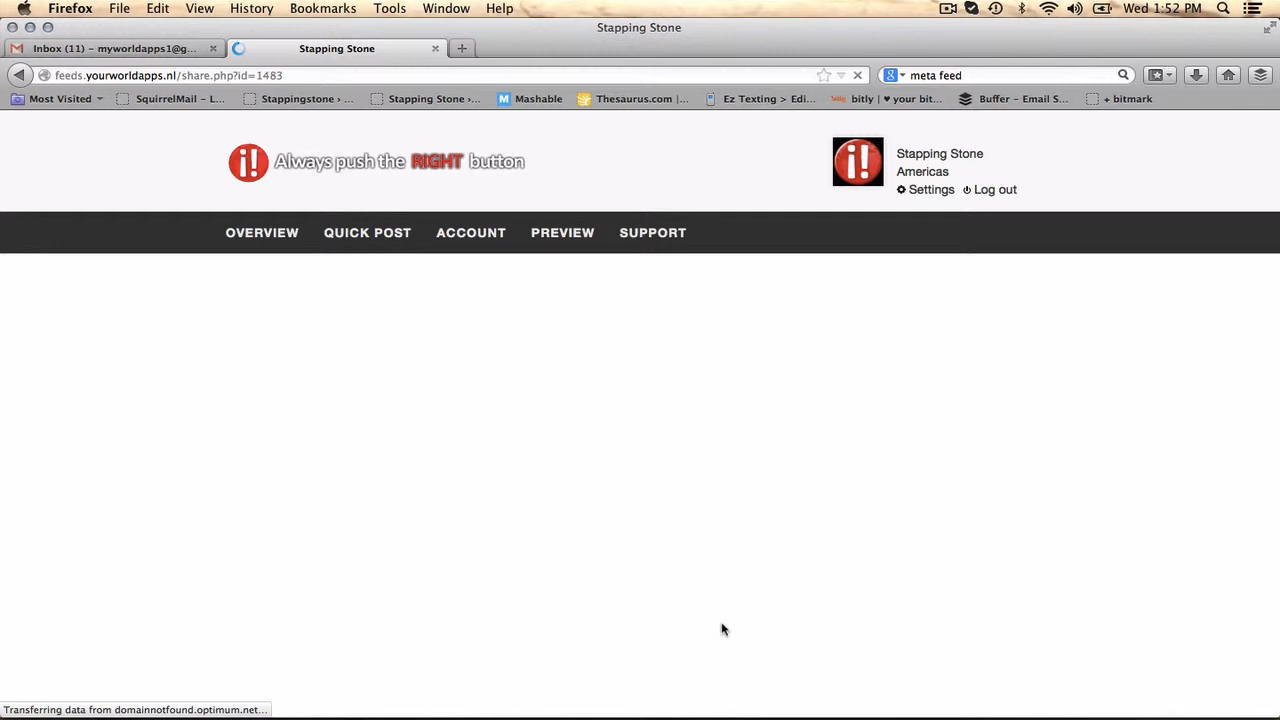 Firefox File Edit View History Bookmarks Tools Window Help Wed 1:52 PM
Stapping Stone
Inbox (11) – myworldapps1@g... Stapping Stone
feeds.yourworldapps.nl/share.php?id=1483 meta feed
Most Visited SquirrelMail – L... Stappingstone › ... Stapping Stone ›... Mashable Thesaurus.com |... Ez Texting > Edi... bitly | ♥ your bit... Buffer – Email S... + bitmark
i! Always push the RIGHT button
i! Stapping Stone
Americas
Settings Log out
OVERVIEW QUICK POST ACCOUNT PREVIEW SUPPORT
Transferring data from domainnotfound.optimum.net...